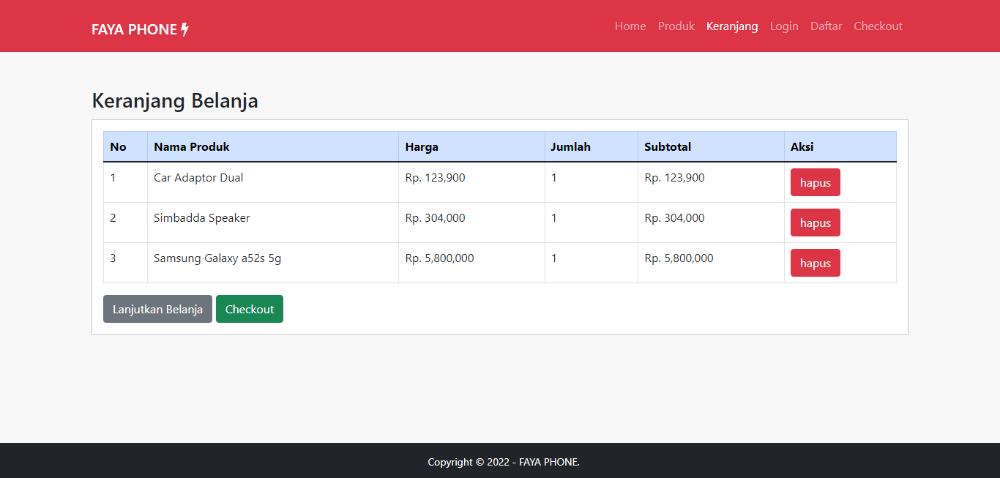 FAYA PHONE
Home Produk Keranjang Login Daftar Checkout
Keranjang Belanja
No Nama Produk Harga Jumlah Subtotal Aksi
1 Car Adaptor Dual Rp. 123,900 1 Rp. 123,900 hapus
2 Simbadda Speaker Rp. 304,000 1 Rp. 304,000 hapus
3 Samsung Galaxy a52s 5g Rp. 5,800,000 1 Rp. 5,800,000 hapus
Lanjutkan Belanja Checkout
Copyright © 2022 - FAYA PHONE.